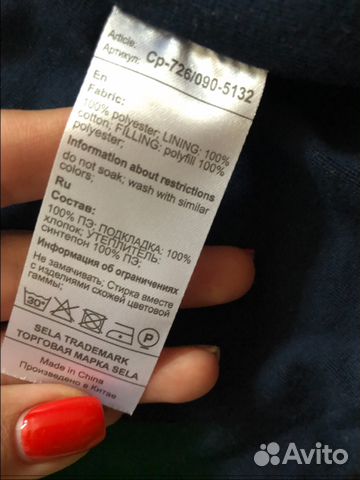 Article:
Артикул: Cp-726/090-5132
En
Fabric:
100% polyester; LINING: 100%
cotton; FILLING: polyfill 100%
polyester;
Information about restrictions
do not soak; wash with similar
colors;
Ru
Состав:
100% ПЭ; ПОДКЛАДКА: 100%
хлопок; УТЕПЛИТЕЛЬ:
синтепон 100% ПЭ;
Информация об ограничениях
Не замачивать; Стирка вместе
с изделиями схожей цветовой
гаммы;
30°
P
SELA TRADEMARK
ТОРГОВАЯ МАРКА SELA
Made in China
Произведено в Китае
Avito